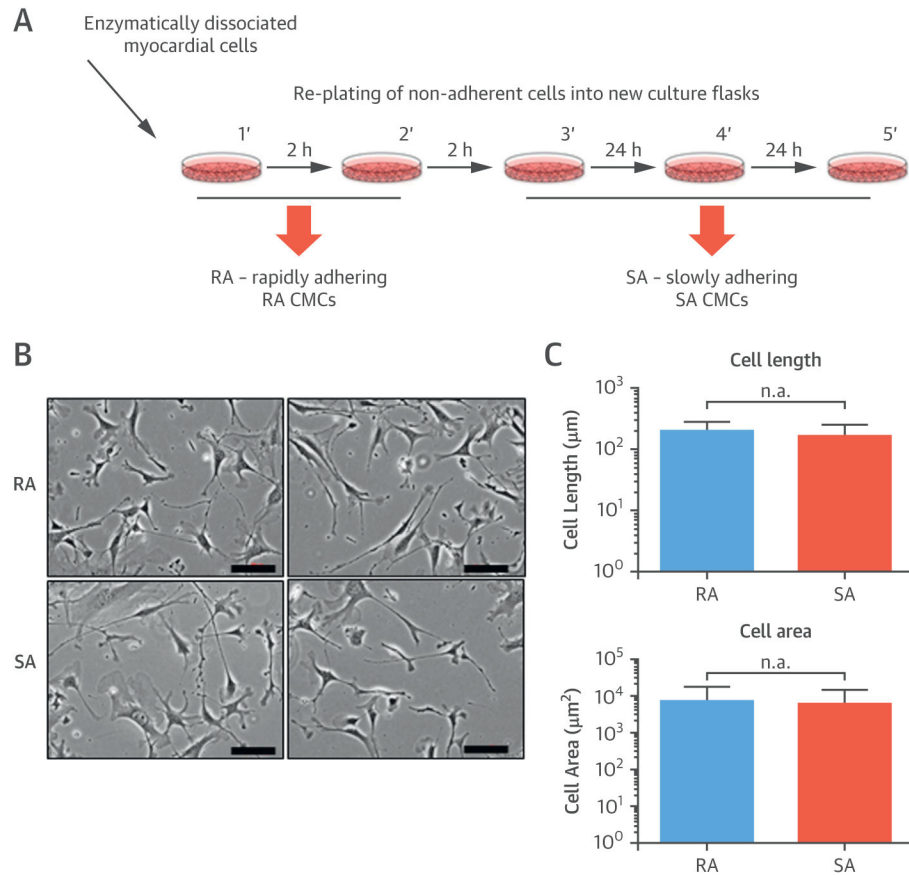 A
Enzymatically dissociated
myocardial cells
Re-plating of non-adherent cells into new culture flasks
1′ 2′ 3′ 4′ 5′
2 h 2 h 24 h 24 h
RA – rapidly adhering
RA CMCs
SA – slowly adhering
SA CMCs
B
RA
SA
C
Cell length
n.a.
10³
10²
10¹
10⁰
Cell Length (μm)
RA SA
Cell area
n.a.
10⁵
10⁴
10³
10²
10¹
10⁰
Cell Area (μm²)
RA SA